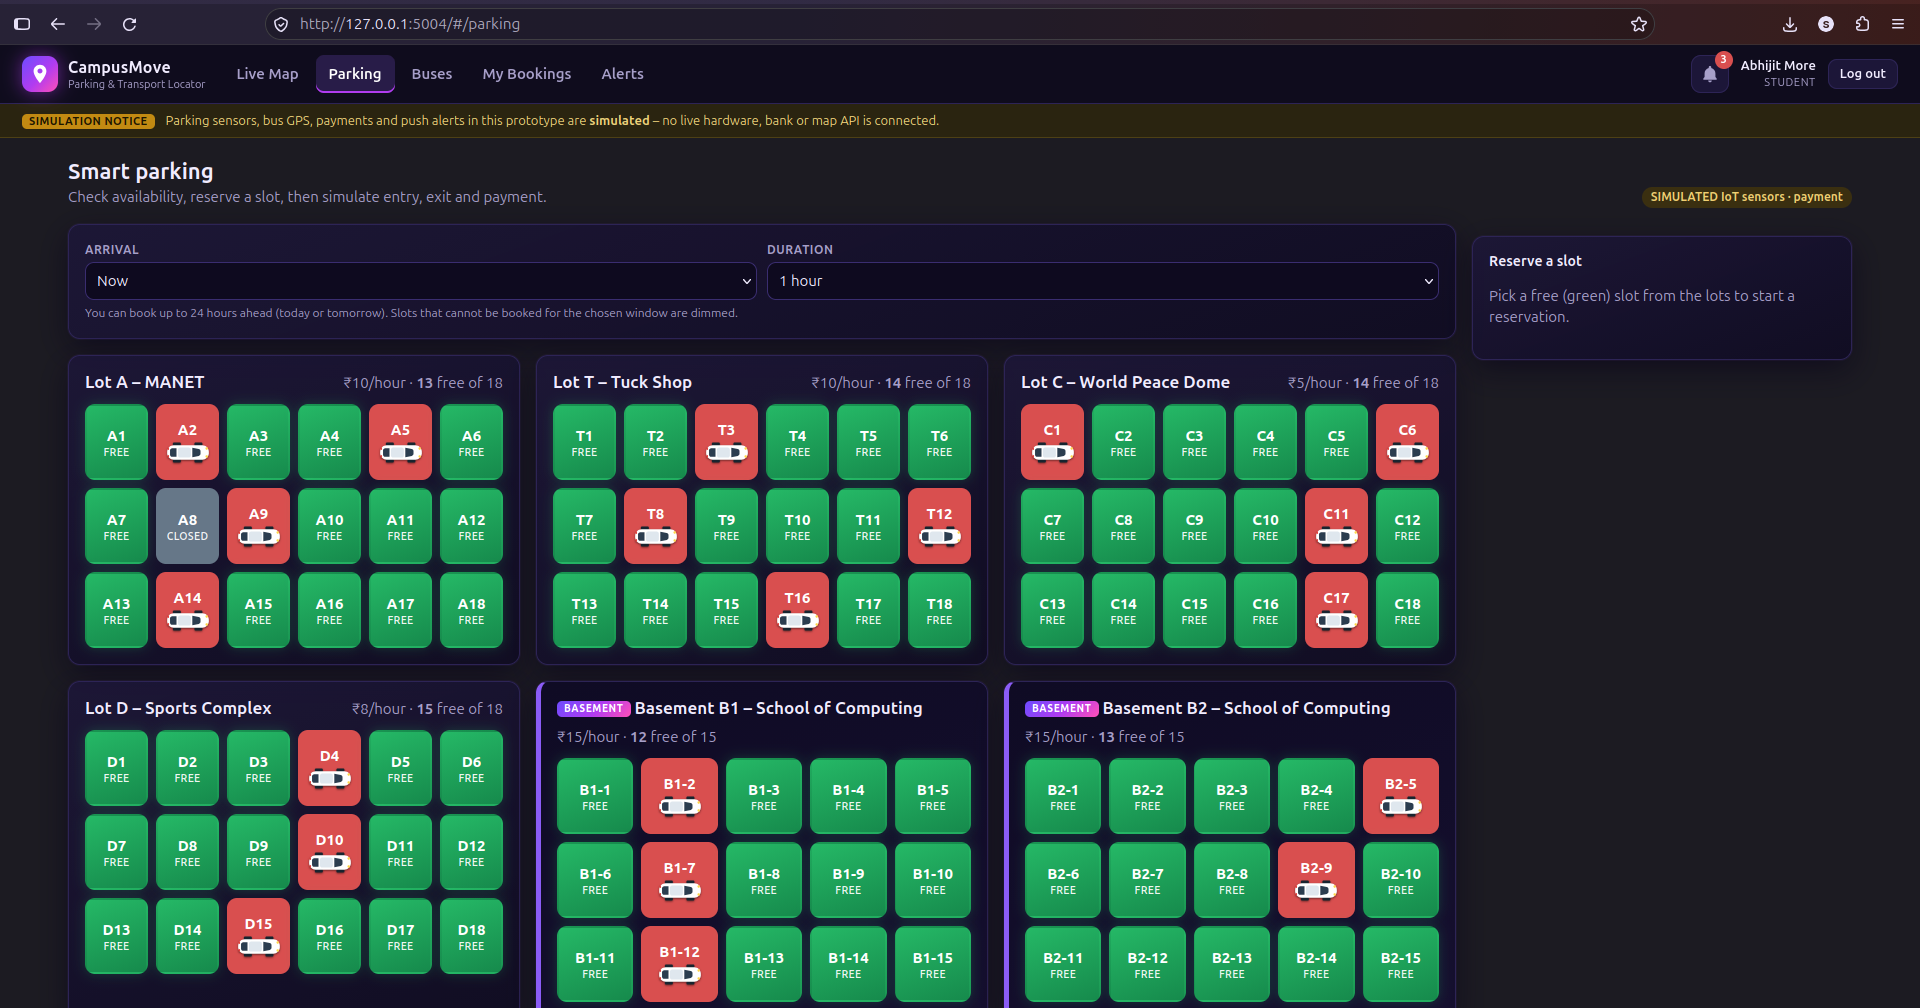 http://127.0.0.1:5004/#/parking
S
CampusMove
Parking & Transport Locator
Live Map
Parking
Buses
My Bookings
Alerts
3
Abhijit More
STUDENT
Log out
SIMULATION NOTICE Parking sensors, bus GPS, payments and push alerts in this prototype are simulated – no live hardware, bank or map API is connected.
Smart parking
Check availability, reserve a slot, then simulate entry, exit and payment.
SIMULATED IoT sensors · payment
ARRIVAL
Now
DURATION
1 hour
You can book up to 24 hours ahead (today or tomorrow). Slots that cannot be booked for the chosen window are dimmed.
Reserve a slot
Pick a free (green) slot from the lots to start a
reservation.
Lot A – MANET ₹10/hour · 13 free of 18
A1 A2 A3 A4 A5 A6
FREE FREE FREE FREE
A7 A8 A9 A10 A11 A12
FREE CLOSED FREE FREE FREE
A13 A14 A15 A16 A17 A18
FREE FREE FREE FREE FREE
Lot T – Tuck Shop ₹10/hour · 14 free of 18
T1 T2 T3 T4 T5 T6
FREE FREE FREE FREE FREE
T7 T8 T9 T10 T11 T12
FREE FREE FREE FREE
T13 T14 T15 T16 T17 T18
FREE FREE FREE FREE FREE
Lot C – World Peace Dome ₹5/hour · 14 free of 18
C1 C2 C3 C4 C5 C6
FREE FREE FREE FREE
C7 C8 C9 C10 C11 C12
FREE FREE FREE FREE FREE
C13 C14 C15 C16 C17 C18
FREE FREE FREE FREE FREE
Lot D – Sports Complex ₹8/hour · 15 free of 18
D1 D2 D3 D4 D5 D6
FREE FREE FREE FREE FREE
D7 D8 D9 D10 D11 D12
FREE FREE FREE FREE FREE
D13 D14 D15 D16 D17 D18
FREE FREE FREE FREE FREE
BASEMENT Basement B1 – School of Computing
₹15/hour · 12 free of 15
B1-1 B1-2 B1-3 B1-4 B1-5
FREE FREE FREE FREE
B1-6 B1-7 B1-8 B1-9 B1-10
FREE FREE FREE FREE
B1-11 B1-12 B1-13 B1-14 B1-15
FREE FREE FREE FREE
BASEMENT Basement B2 – School of Computing
₹15/hour · 13 free of 15
B2-1 B2-2 B2-3 B2-4 B2-5
FREE FREE FREE FREE
B2-6 B2-7 B2-8 B2-9 B2-10
FREE FREE FREE FREE
B2-11 B2-12 B2-13 B2-14 B2-15
FREE FREE FREE FREE FREE